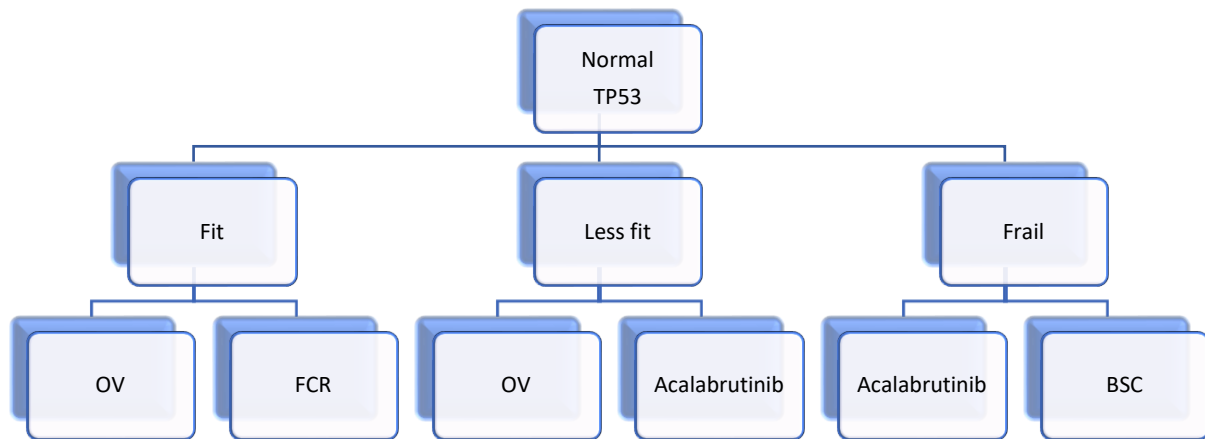 Normal
TP53
Fit
Less fit
Frail
OV
FCR
OV
Acalabrutinib
Acalabrutinib
BSC